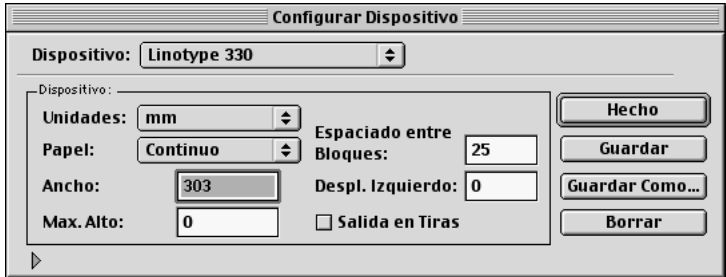 Configurar Dispositivo
Dispositivo: Linotype 330
Dispositivo:
Unidades: mm
Papel: Continuo
Ancho: 303
Max. Alto: 0
Espaciado entre
Bloques: 25
Despl. Izquierdo: 0
Salida en Tiras
Hecho
Guardar
Guardar Como...
Borrar